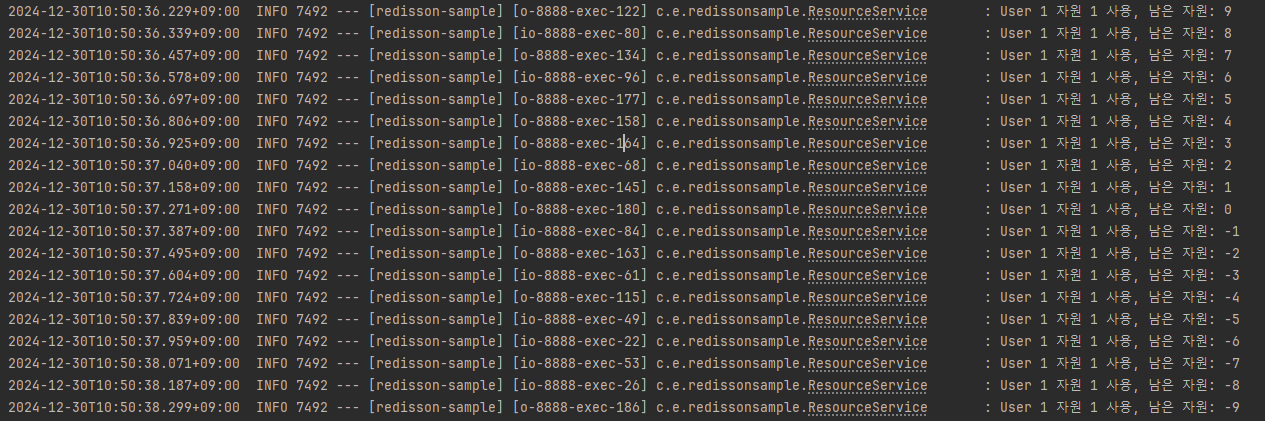 2024-12-30T10:50:36.229+09:00  INFO 7492 --- [redisson-sample] [o-8888-exec-122] c.e.redissonsample.ResourceService       : User 1 자원 1 사용, 남은 자원: 9
2024-12-30T10:50:36.339+09:00  INFO 7492 --- [redisson-sample] [io-8888-exec-80] c.e.redissonsample.ResourceService       : User 1 자원 1 사용, 남은 자원: 8
2024-12-30T10:50:36.457+09:00  INFO 7492 --- [redisson-sample] [o-8888-exec-134] c.e.redissonsample.ResourceService       : User 1 자원 1 사용, 남은 자원: 7
2024-12-30T10:50:36.578+09:00  INFO 7492 --- [redisson-sample] [io-8888-exec-96] c.e.redissonsample.ResourceService       : User 1 자원 1 사용, 남은 자원: 6
2024-12-30T10:50:36.697+09:00  INFO 7492 --- [redisson-sample] [o-8888-exec-177] c.e.redissonsample.ResourceService       : User 1 자원 1 사용, 남은 자원: 5
2024-12-30T10:50:36.806+09:00  INFO 7492 --- [redisson-sample] [o-8888-exec-158] c.e.redissonsample.ResourceService       : User 1 자원 1 사용, 남은 자원: 4
2024-12-30T10:50:36.925+09:00  INFO 7492 --- [redisson-sample] [o-8888-exec-164] c.e.redissonsample.ResourceService       : User 1 자원 1 사용, 남은 자원: 3
2024-12-30T10:50:37.040+09:00  INFO 7492 --- [redisson-sample] [io-8888-exec-68] c.e.redissonsample.ResourceService       : User 1 자원 1 사용, 남은 자원: 2
2024-12-30T10:50:37.158+09:00  INFO 7492 --- [redisson-sample] [o-8888-exec-145] c.e.redissonsample.ResourceService       : User 1 자원 1 사용, 남은 자원: 1
2024-12-30T10:50:37.271+09:00  INFO 7492 --- [redisson-sample] [o-8888-exec-180] c.e.redissonsample.ResourceService       : User 1 자원 1 사용, 남은 자원: 0
2024-12-30T10:50:37.387+09:00  INFO 7492 --- [redisson-sample] [io-8888-exec-84] c.e.redissonsample.ResourceService       : User 1 자원 1 사용, 남은 자원: -1
2024-12-30T10:50:37.495+09:00  INFO 7492 --- [redisson-sample] [o-8888-exec-163] c.e.redissonsample.ResourceService       : User 1 자원 1 사용, 남은 자원: -2
2024-12-30T10:50:37.604+09:00  INFO 7492 --- [redisson-sample] [io-8888-exec-61] c.e.redissonsample.ResourceService       : User 1 자원 1 사용, 남은 자원: -3
2024-12-30T10:50:37.724+09:00  INFO 7492 --- [redisson-sample] [o-8888-exec-115] c.e.redissonsample.ResourceService       : User 1 자원 1 사용, 남은 자원: -4
2024-12-30T10:50:37.839+09:00  INFO 7492 --- [redisson-sample] [io-8888-exec-49] c.e.redissonsample.ResourceService       : User 1 자원 1 사용, 남은 자원: -5
2024-12-30T10:50:37.959+09:00  INFO 7492 --- [redisson-sample] [io-8888-exec-22] c.e.redissonsample.ResourceService       : User 1 자원 1 사용, 남은 자원: -6
2024-12-30T10:50:38.071+09:00  INFO 7492 --- [redisson-sample] [io-8888-exec-53] c.e.redissonsample.ResourceService       : User 1 자원 1 사용, 남은 자원: -7
2024-12-30T10:50:38.187+09:00  INFO 7492 --- [redisson-sample] [io-8888-exec-26] c.e.redissonsample.ResourceService       : User 1 자원 1 사용, 남은 자원: -8
2024-12-30T10:50:38.299+09:00  INFO 7492 --- [redisson-sample] [o-8888-exec-186] c.e.redissonsample.ResourceService       : User 1 자원 1 사용, 남은 자원: -9